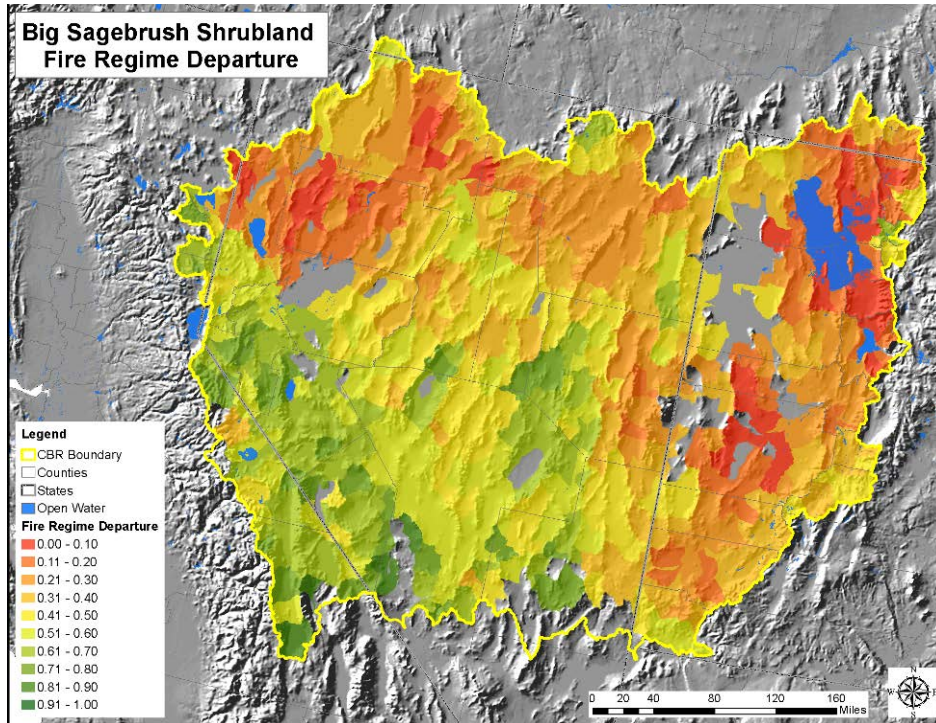 Big Sagebrush Shrubland
Fire Regime Departure
Legend
CBR Boundary
Counties
States
Open Water
Fire Regime Departure
0.00 - 0.10
0.11 - 0.20
0.21 - 0.30
0.31 - 0.40
0.41 - 0.50
0.51 - 0.60
0.61 - 0.70
0.71 - 0.80
0.81 - 0.90
0.91 - 1.00
N
W E
S
0 20 40 80 120 160
Miles